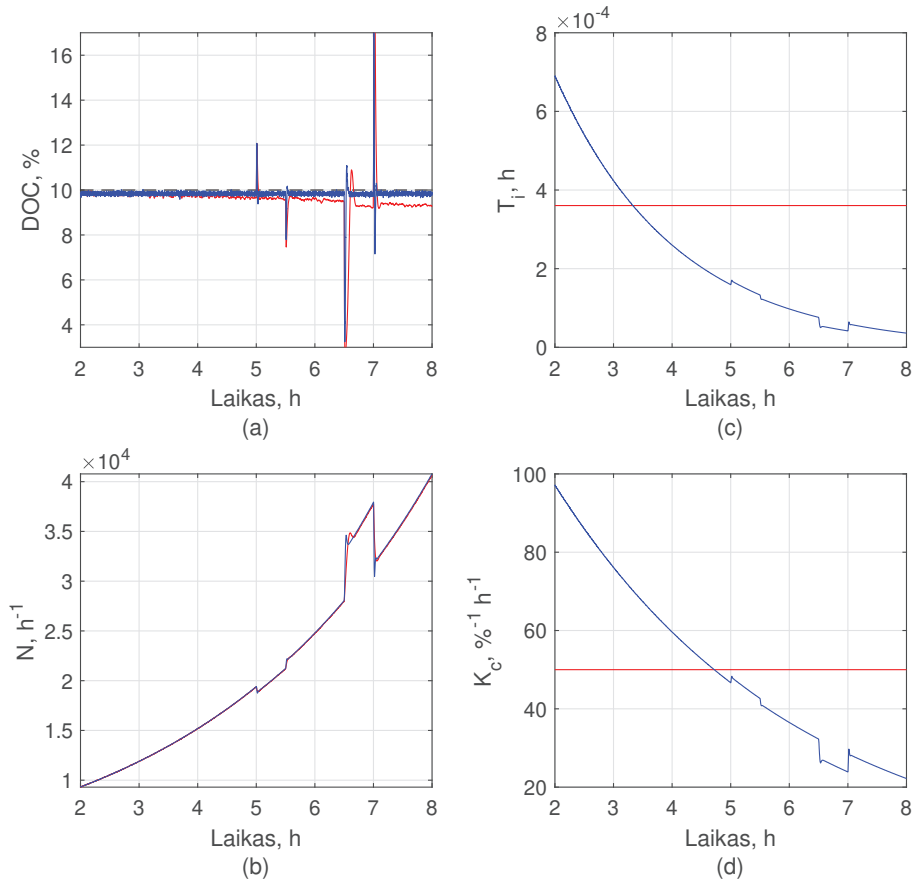 16
14
12
10
8
6
4
DOC, %
2 3 4 5 6 7 8
Laikas, h
(a)
×10⁻⁴
8
6
4
2
0
T_i, h
2 3 4 5 6 7 8
Laikas, h
(c)
×10⁴
4
3.5
3
2.5
2
1.5
1
N, h⁻¹
2 3 4 5 6 7 8
Laikas, h
(b)
100
80
60
40
20
K_c, %⁻¹ h⁻¹
2 3 4 5 6 7 8
Laikas, h
(d)